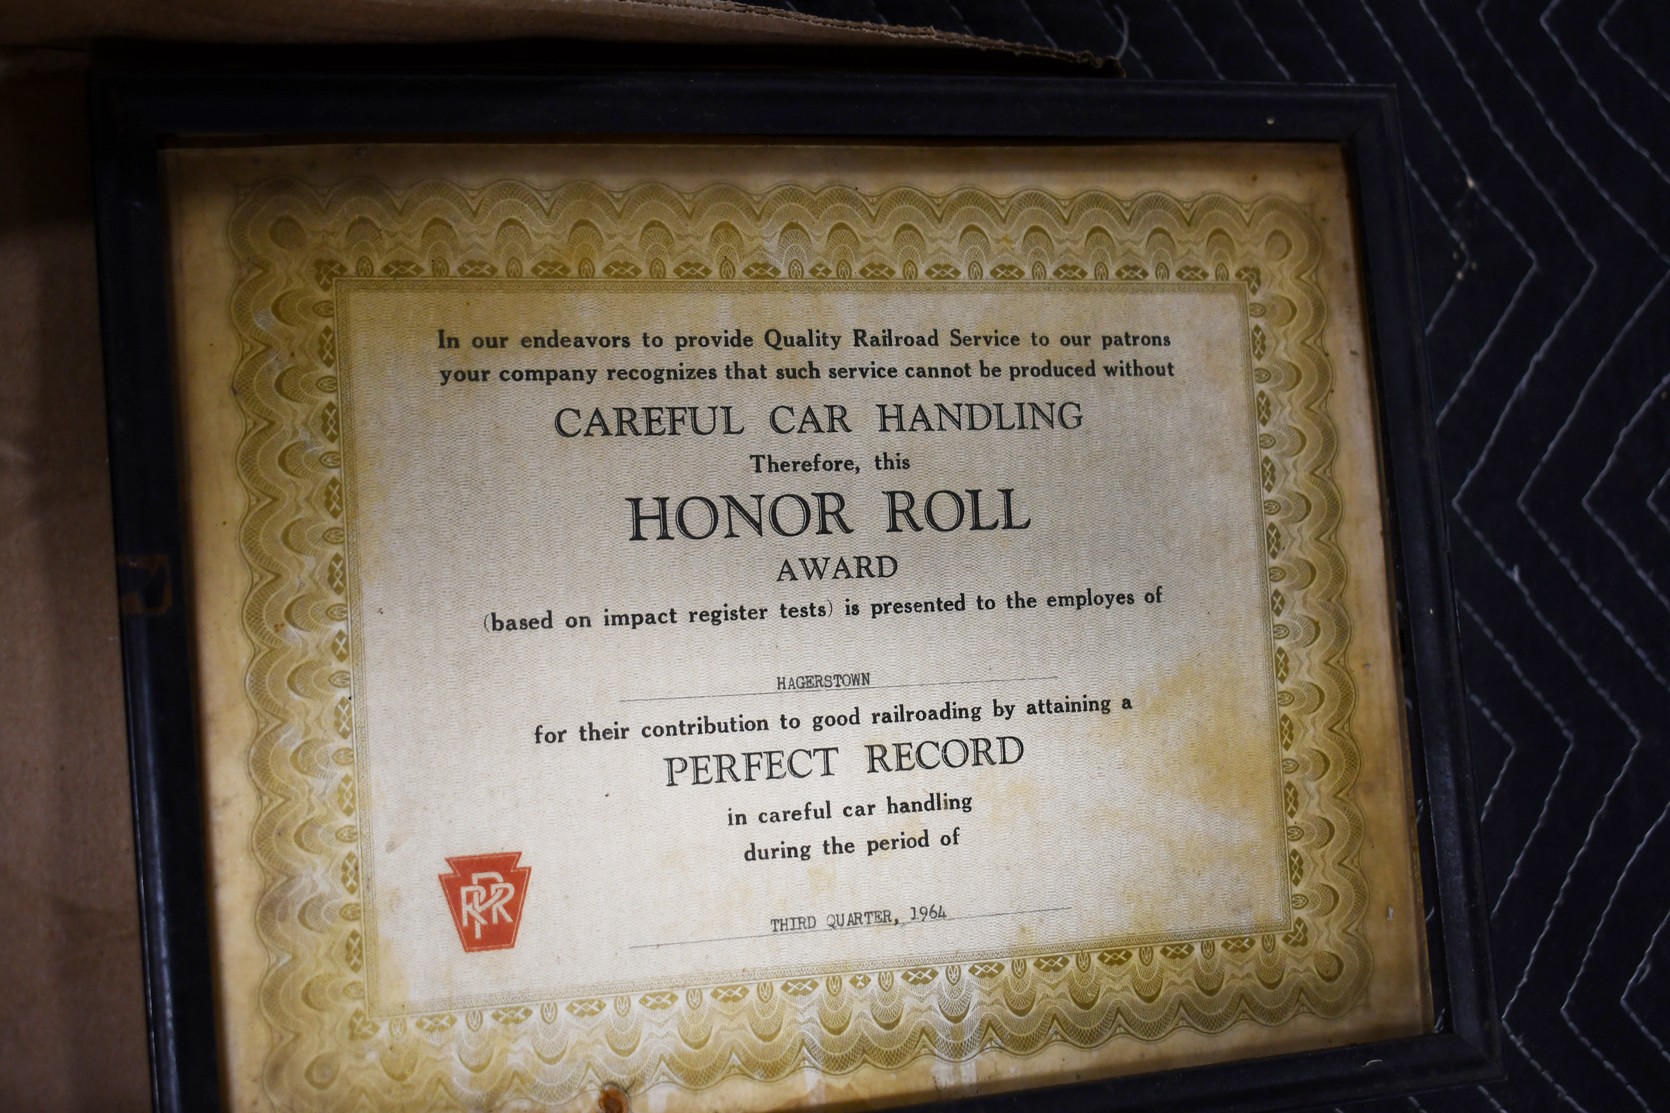 In our endeavors to provide Quality Railroad Service to our patrons
your company recognizes that such service cannot be produced without
CAREFUL CAR HANDLING
Therefore, this
HONOR ROLL
AWARD
(based on impact register tests) is presented to the employes of
HAGERSTOWN
for their contribution to good railroading by attaining a
PERFECT RECORD
in careful car handling
during the period of
PRR
THIRD QUARTER, 1964